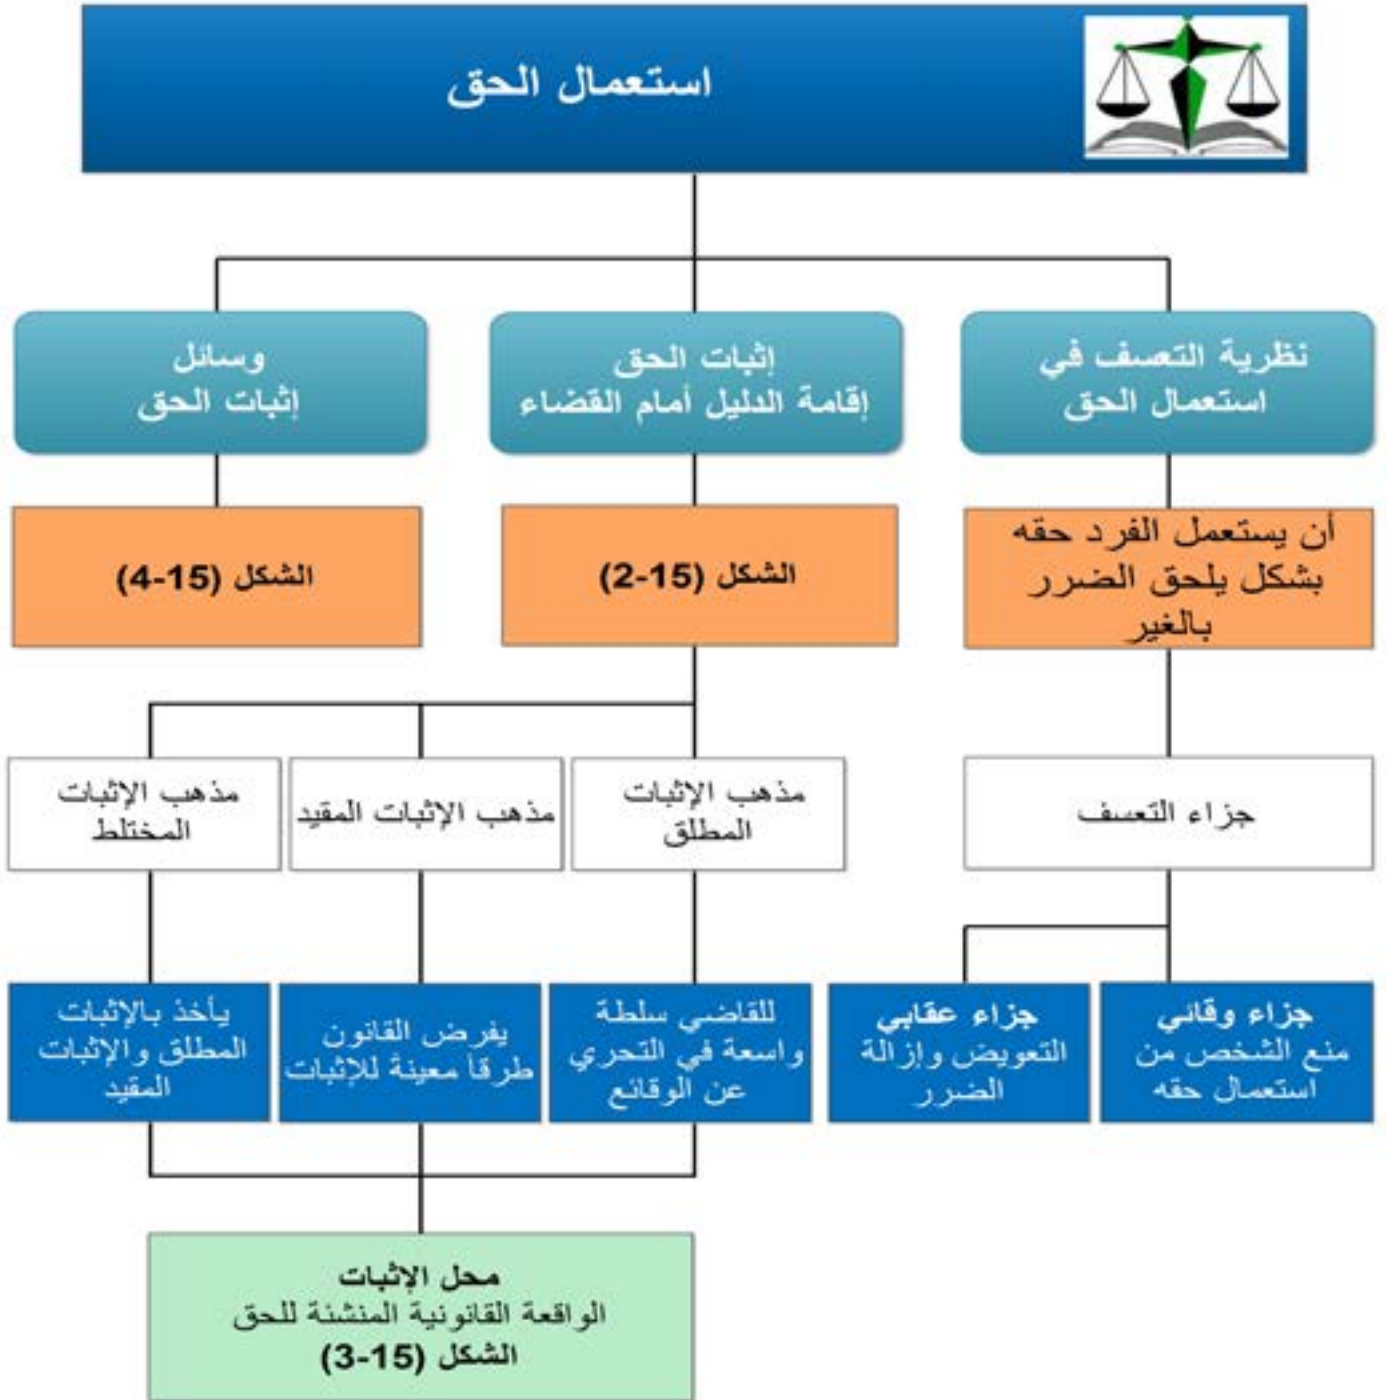 استعمال الحق
نظرية التعسف في
استعمال الحق
إثبات الحق
إقامة الدليل أمام القضاء
وسائل
إثبات الحق
أن يستعمل الفرد حقه
بشكل يلحق الضرر
بالغير
الشكل (15-2)
الشكل (15-4)
جزاء التعسف
مذهب الإثبات
المطلق
مذهب الإثبات المقيد
مذهب الإثبات
المختلط
جزاء وقائي
منع الشخص من
استعمال حقه
جزاء عقابي
التعويض وإزالة
الضرر
للقاضي سلطة
واسعة في التحري
عن الوقائع
يفرض القانون
طرقاً معينة للإثبات
يأخذ بالإثبات
المطلق والإثبات
المقيد
محل الإثبات
الواقعة القانونية المنشئة للحق
الشكل (15-3)